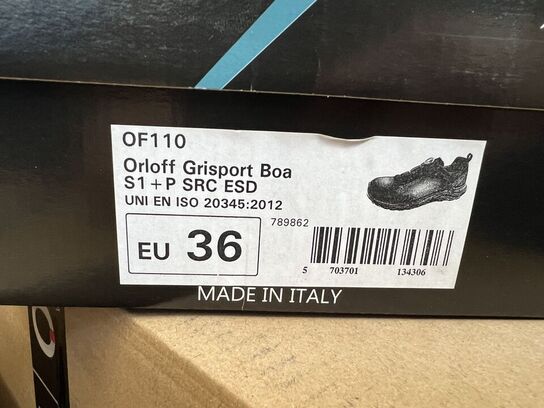 OF110
Orloff Grisport Boa
S1+P SRC ESD
UNI EN ISO 20345:2012
789862
EU 36
5 703701 134306
MADE IN ITALY